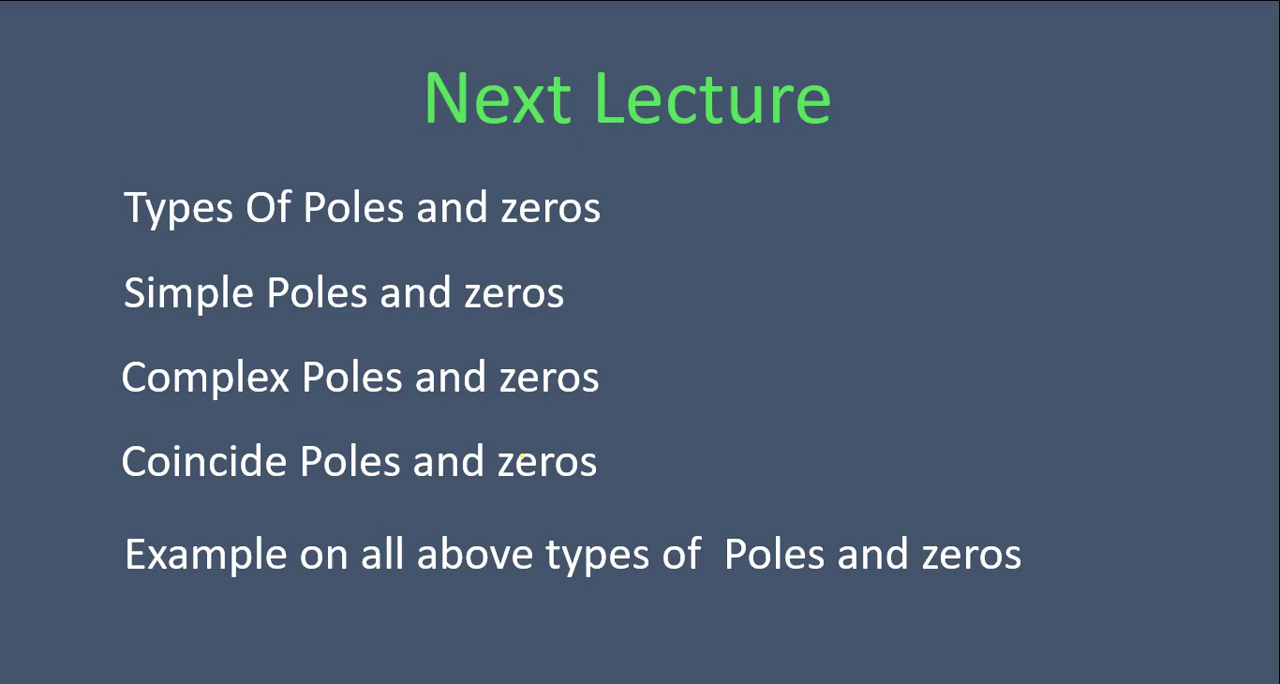 Next Lecture
Types Of Poles and zeros
Simple Poles and zeros
Complex Poles and zeros
Coincide Poles and zeros
Example on all above types of Poles and zeros